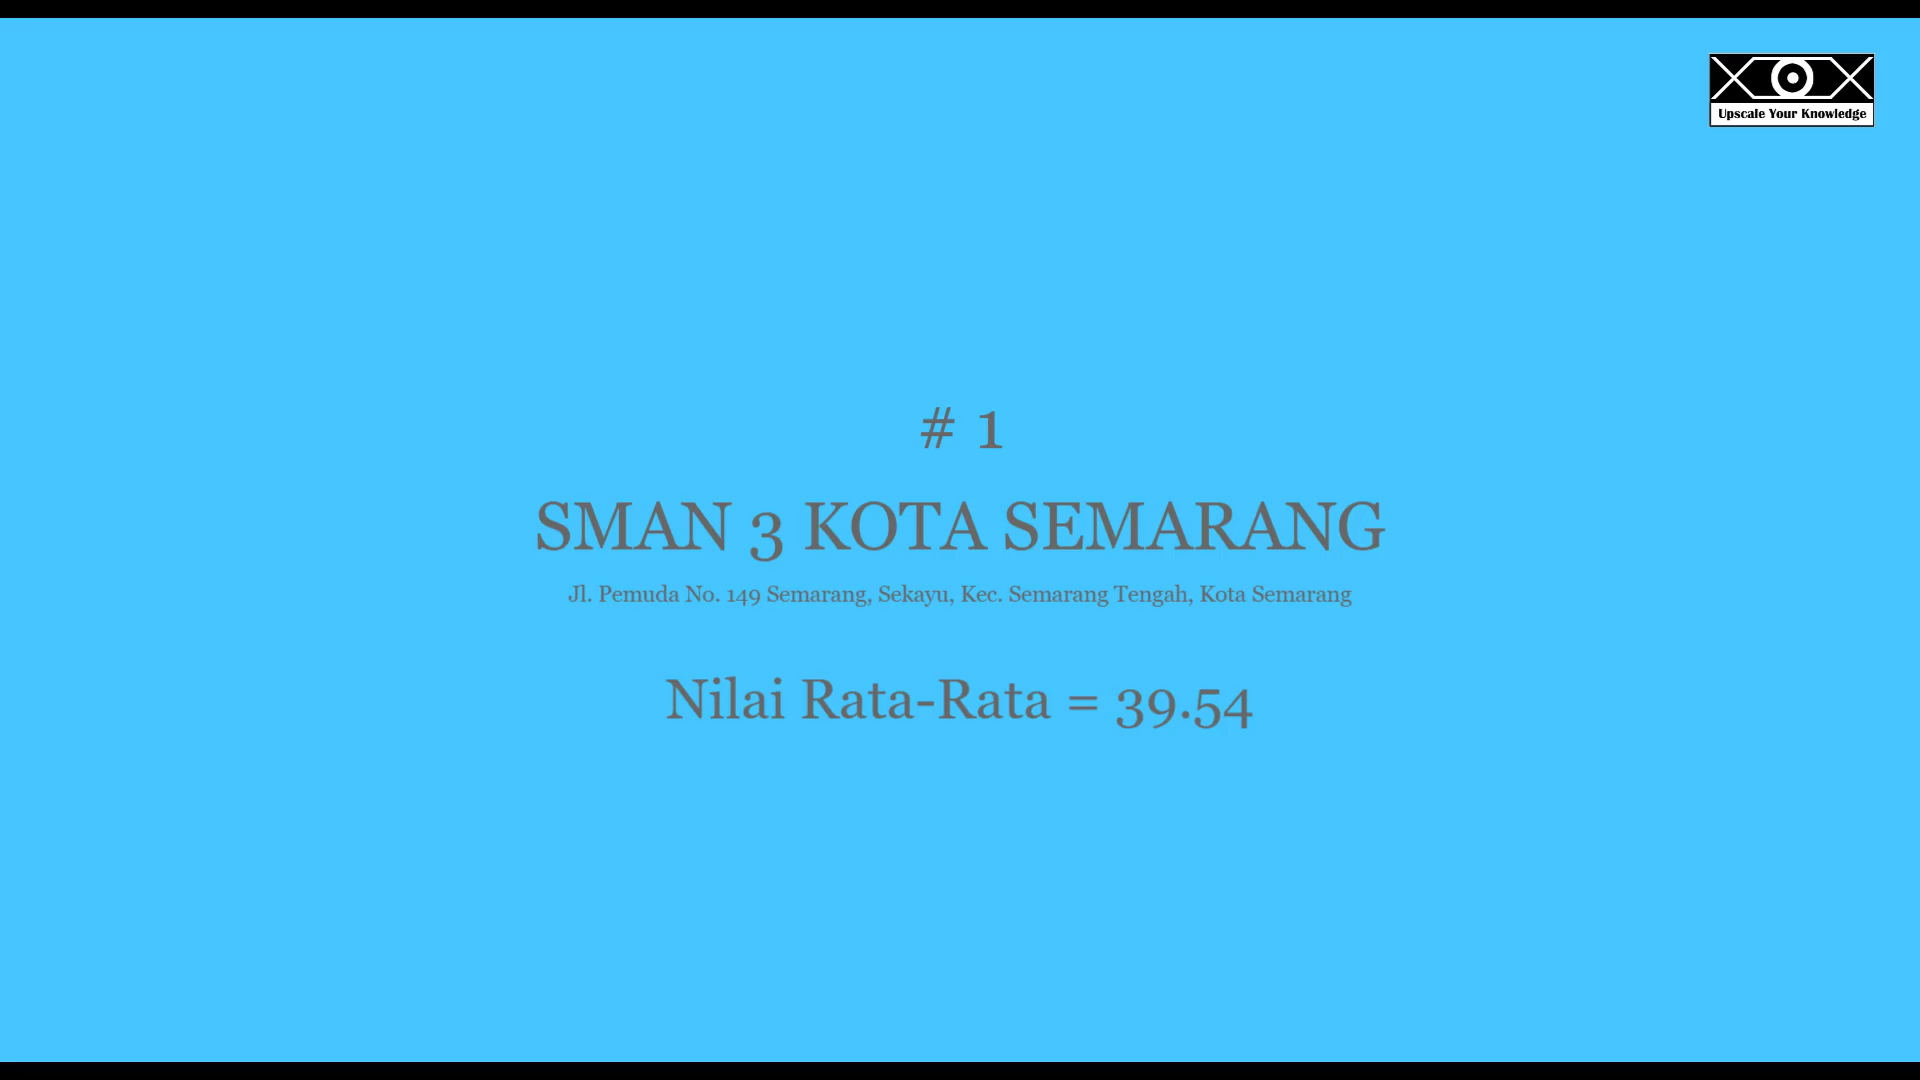 XOX
Upscale Your Knowledge
# 1
SMAN 3 KOTA SEMARANG
Jl. Pemuda No. 149 Semarang, Sekayu, Kec. Semarang Tengah, Kota Semarang
Nilai Rata-Rata = 39.54